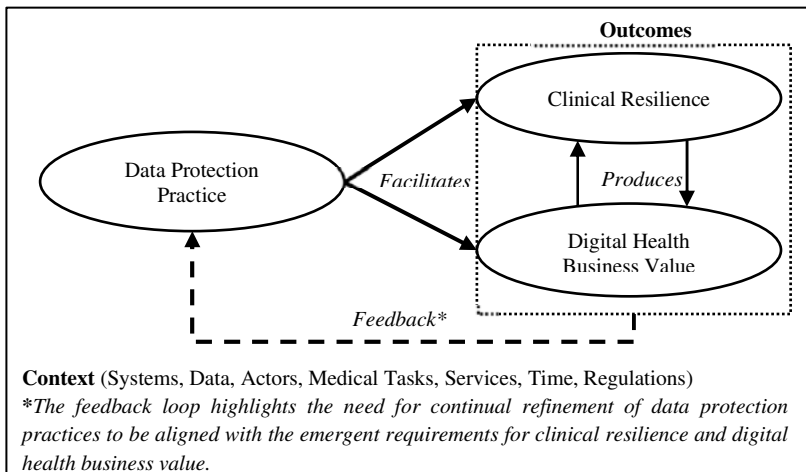 Outcomes
Clinical Resilience
Data Protection
Practice
Facilitates
Produces
Digital Health
Business Value
Feedback*
Context (Systems, Data, Actors, Medical Tasks, Services, Time, Regulations)
*The feedback loop highlights the need for continual refinement of data protection
practices to be aligned with the emergent requirements for clinical resilience and digital
health business value.